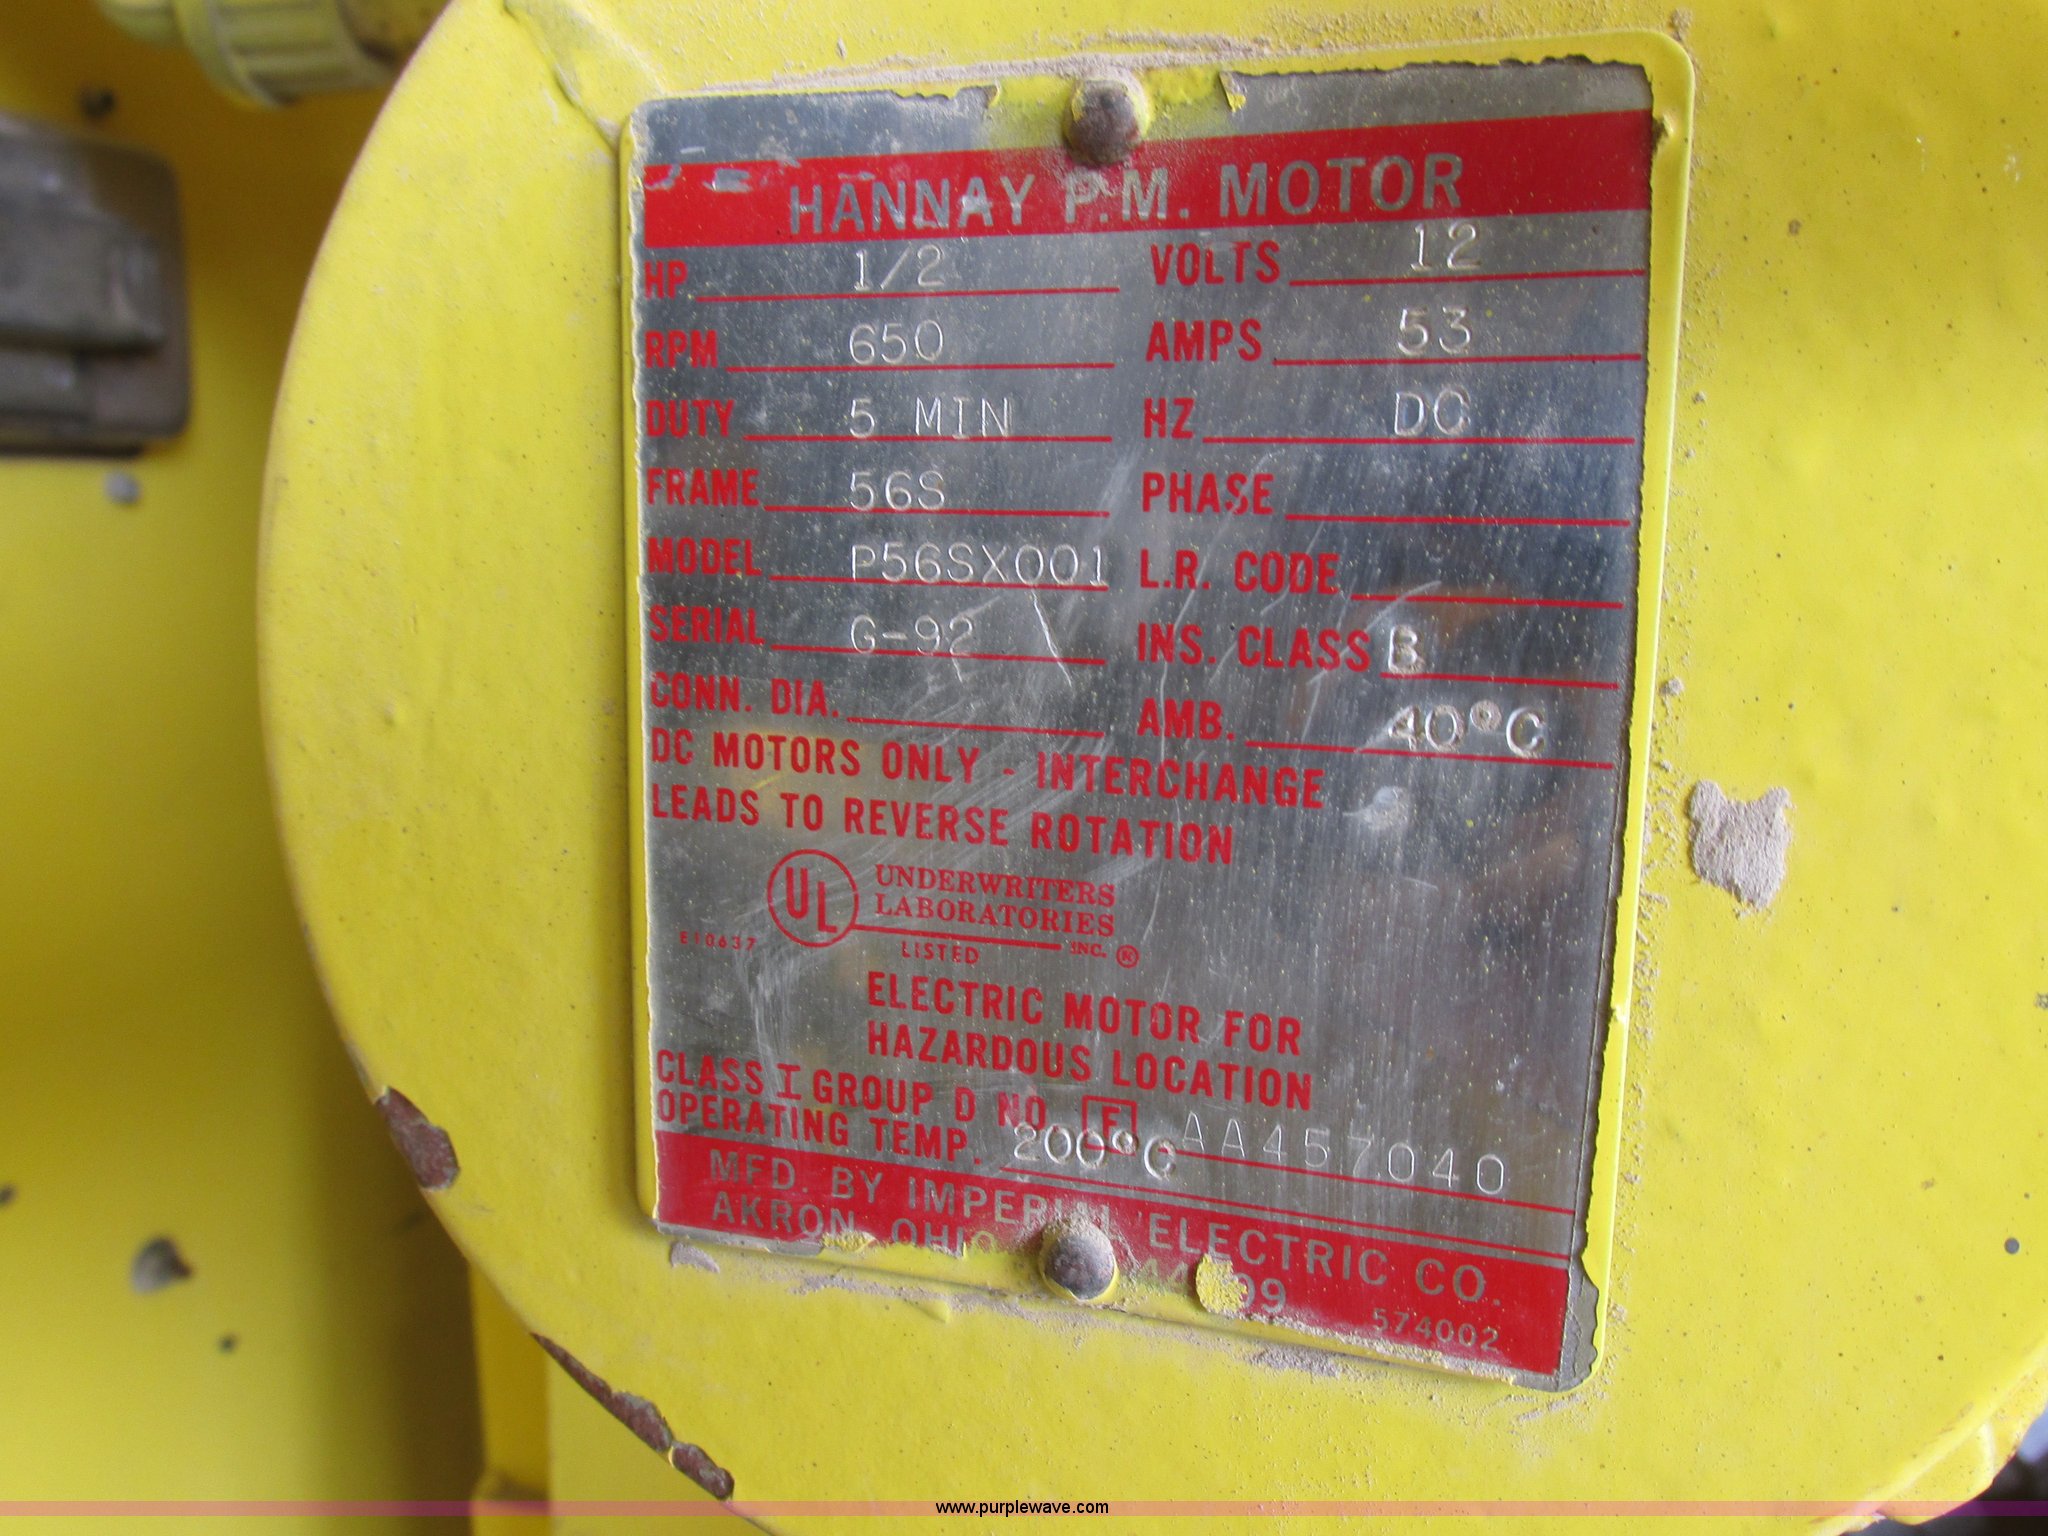 HANNAY P.M. MOTOR
HP 1/2 VOLTS 12
RPM 650 AMPS 53
DUTY 5 MIN HZ DC
FRAME 56S PHASE
MODEL P56SX001 L.R. CODE
SERIAL G-92 INS. CLASS B
CONN. DIA. AMB. 40°C
DC MOTORS ONLY - INTERCHANGE
LEADS TO REVERSE ROTATION
UL UNDERWRITERS
LABORATORIES
INC. ®
E10637 LISTED
ELECTRIC MOTOR FOR
HAZARDOUS LOCATION
CLASS I GROUP D NO. F AA457040
OPERATING TEMP. 200°C
MFD. BY IMPERIAL ELECTRIC CO.
AKRON, OHIO
574002
www.purplewave.com